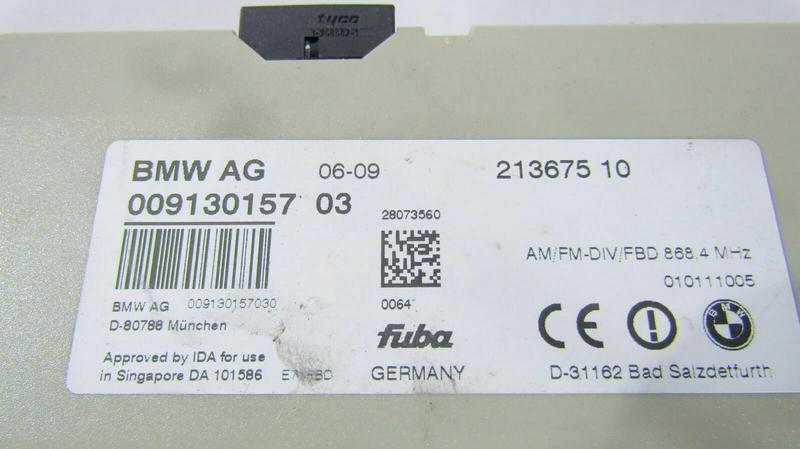 tyco
BMW AG 06-09 213675 10
009130157 03
28073560
AM/FM-DIV/FBD 868,4 MHz
010111005
BMW AG 009130157030
0064
D-80788 München
fuba
BMW
Approved by IDA for use
in Singapore DA 101586
GERMANY
D-31162 Bad Salzdetfurth
CE